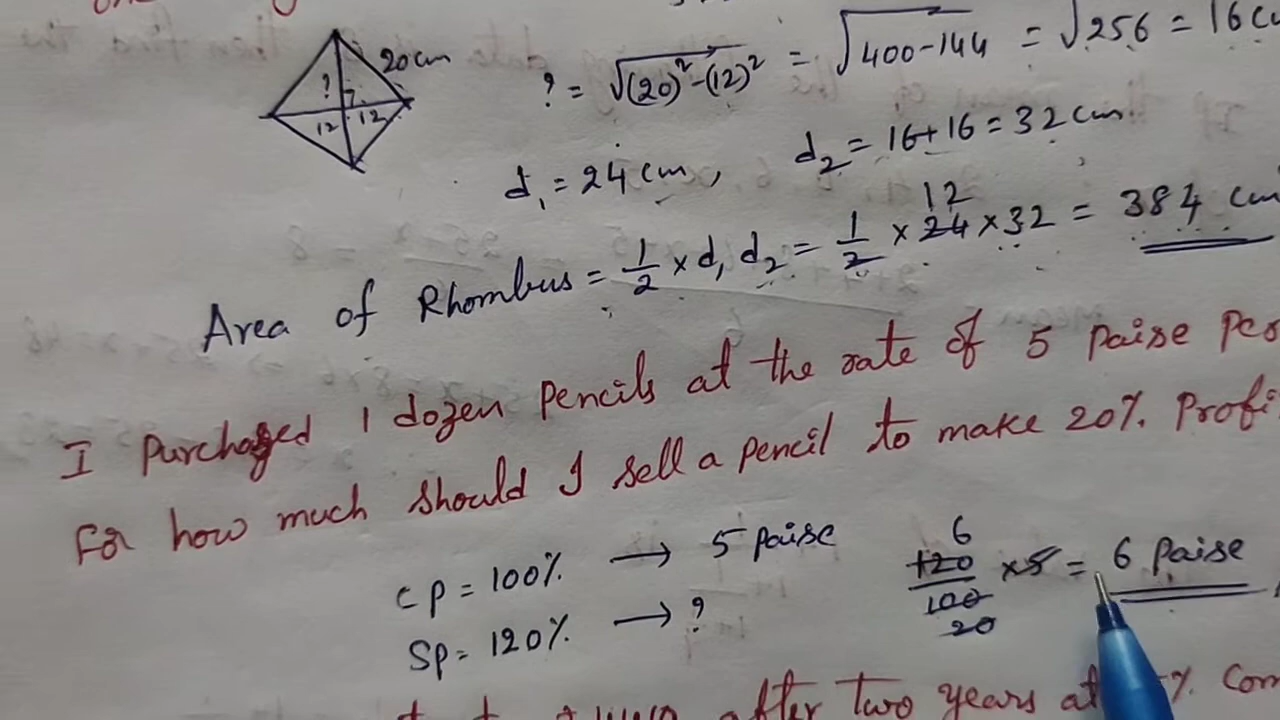 20cm
?
12 12
? = √(20)² - (12)² = √400-144 = √256 = 16
d₁ = 24 cm, d₂ = 16+16 = 32 cm
12
Area of Rhombus = 1/2 × d₁ d₂ = 1/2 × 24 × 32 = 384 cm
I Purchased 1 dozen Pencils at the rate of 5 Paise Per
For how much should I sell a pencil to make 20%. Profi
CP = 100% → 5 Paise
SP = 120% → ?
6
120/100 × 5 = 6 Paise
20
after two years at %. Com